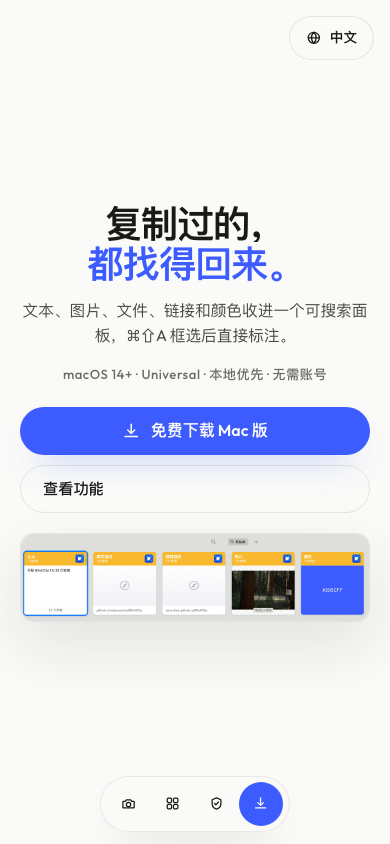 中文
复制过的，
都找得回来。
文本、图片、文件、链接和颜色收进一个可搜索面
板，⌘⇧A 框选后直接标注。
macOS 14+ · Universal · 本地优先 · 无需账号
免费下载 Mac 版
查看功能
#305CFF